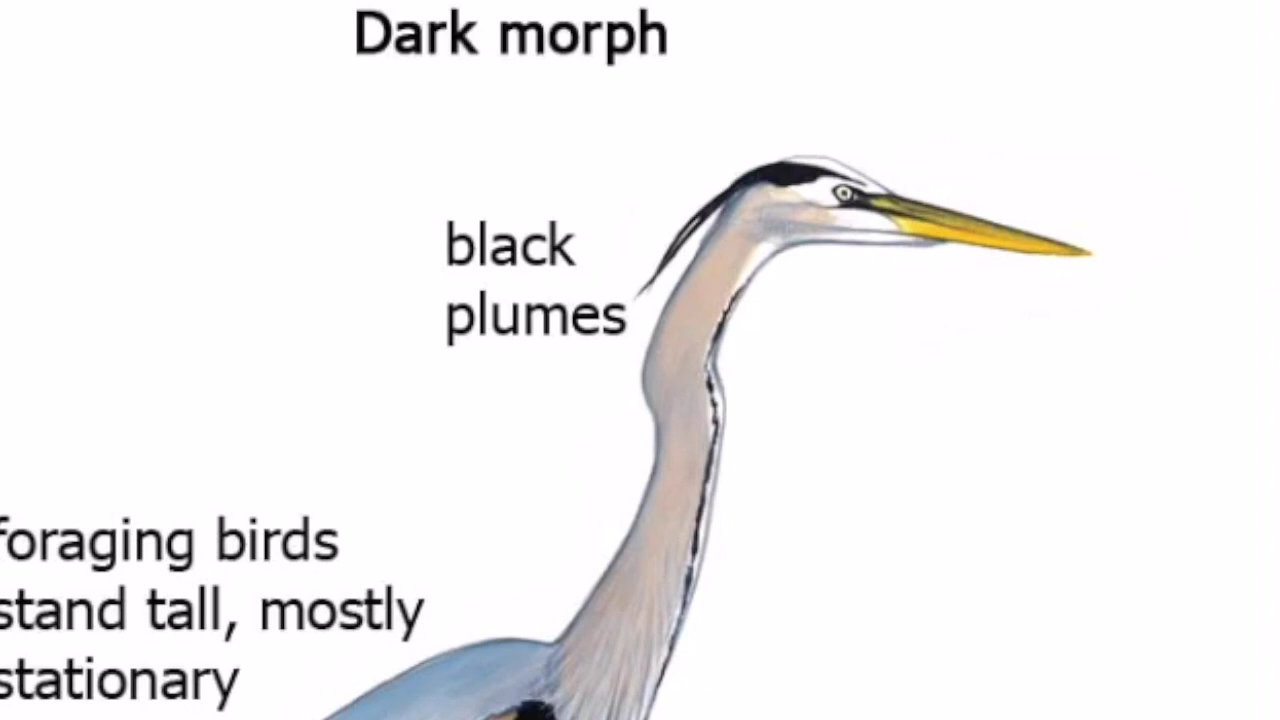 Dark morph
black
plumes
foraging birds
stand tall, mostly
stationary